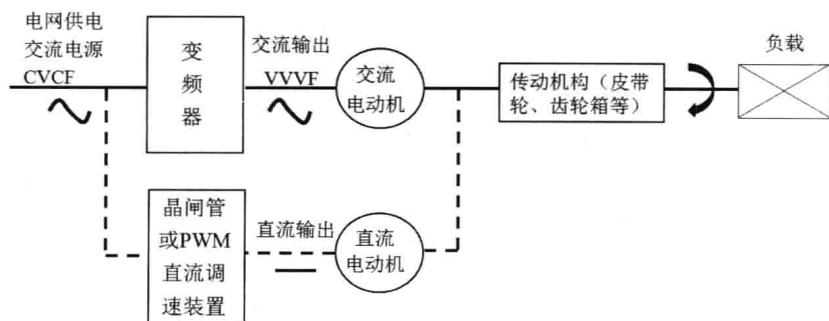 电网供电
交流电源
CVCF
变
频
器
交流输出
VVVF
交流
电动机
传动机构（皮带
轮、齿轮箱等）
负载
晶闸管
或PWM
直流调
速装置
直流输出
直流
电动机